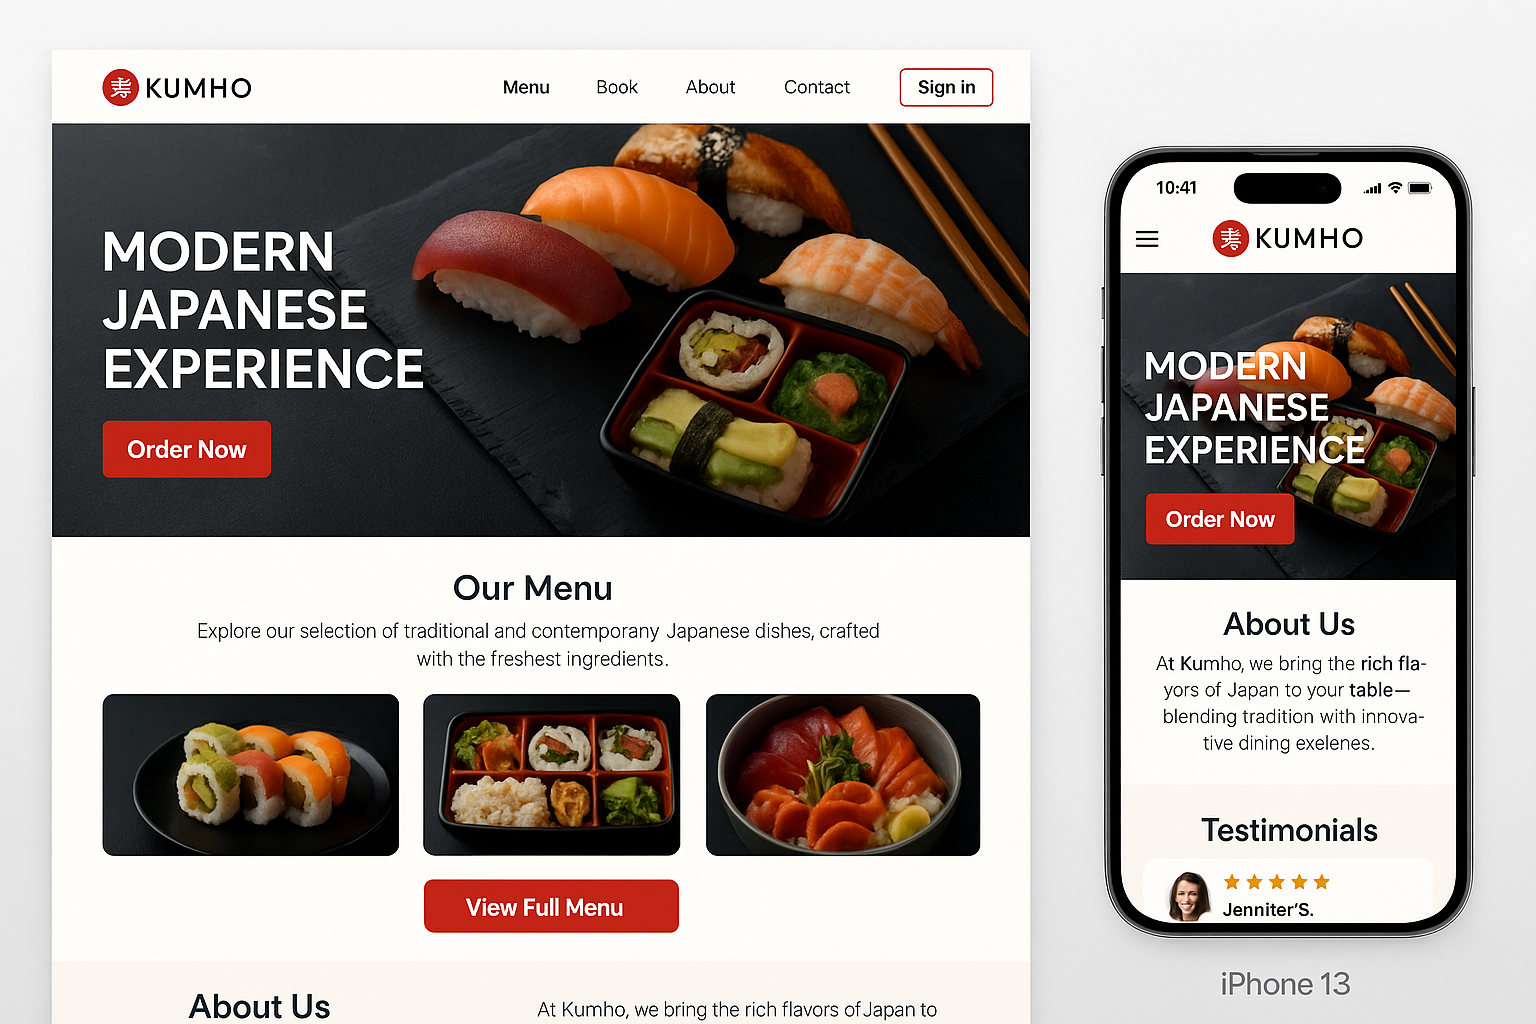 KUMHO
Menu Book About Contact Sign in
MODERN
JAPANESE
EXPERIENCE
Order Now
Our Menu
Explore our selection of traditional and contemporany Japanese dishes, crafted
with the freshest ingredients.
View Full Menu
About Us
At Kumho, we bring the rich flavors of Japan to
10:41
KUMHO
MODERN
JAPANESE
EXPERIENCE
Order Now
About Us
At Kumho, we bring the rich fla-
yors of Japan to your table—
blending tradition with innova-
tive dining exelenes.
Testimonials
Jenniter'S.
iPhone 13